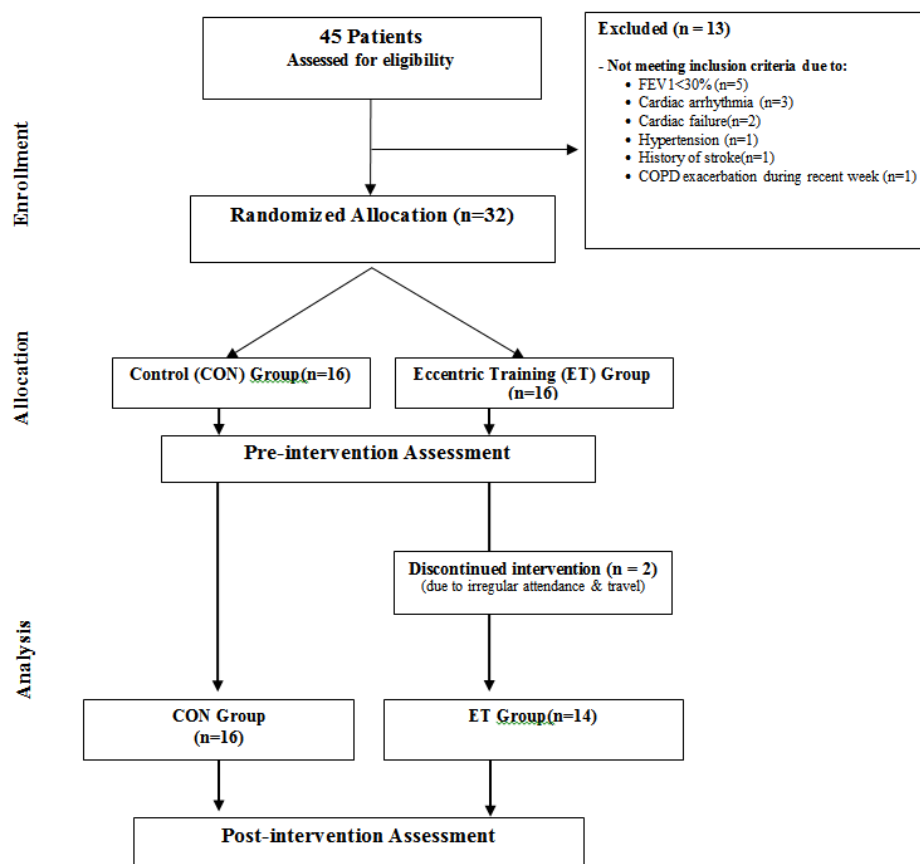 45 Patients
Assessed for eligibility
Excluded (n = 13)
- Not meeting inclusion criteria due to:
• FEV1<30% (n=5)
• Cardiac arrhythmia (n=3)
• Cardiac failure(n=2)
• Hypertension (n=1)
• History of stroke(n=1)
• COPD exacerbation during recent week (n=1)
Enrollment
Randomized Allocation (n=32)
Allocation
Control (CON) Group(n=16)
Eccentric Training (ET) Group
(n=16)
Pre-intervention Assessment
Discontinued intervention (n = 2)
(due to irregular attendance & travel)
Analysis
CON Group
(n=16)
ET Group(n=14)
Post-intervention Assessment